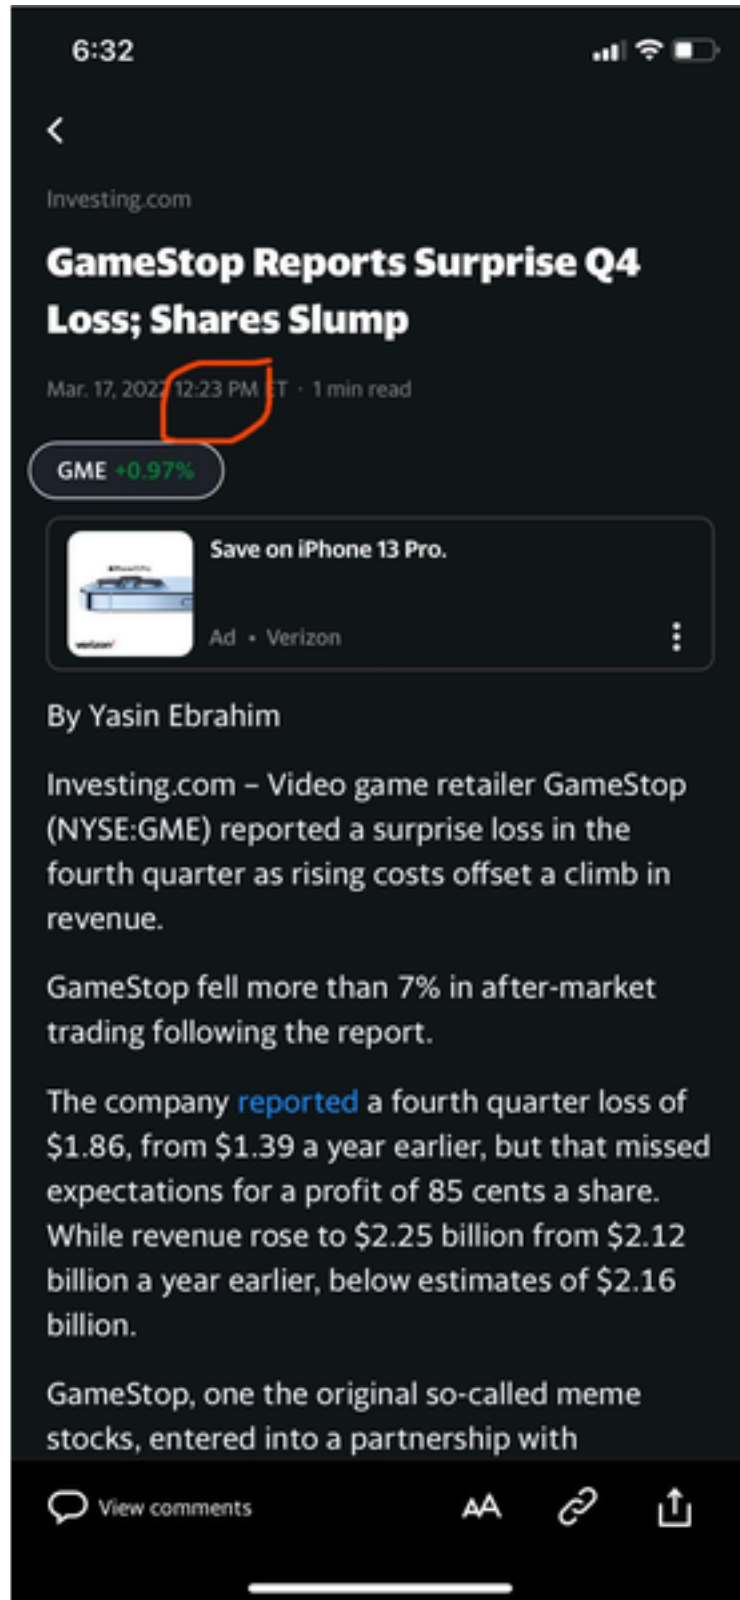 6:32
Investing.com
GameStop Reports Surprise Q4
Loss; Shares Slump
Mar. 17, 2022 12:23 PM ET · 1 min read
GME +0.97%
Save on iPhone 13 Pro.
verizon
Ad • Verizon
By Yasin Ebrahim
Investing.com – Video game retailer GameStop
(NYSE:GME) reported a surprise loss in the
fourth quarter as rising costs offset a climb in
revenue.
GameStop fell more than 7% in after-market
trading following the report.
The company reported a fourth quarter loss of
$1.86, from $1.39 a year earlier, but that missed
expectations for a profit of 85 cents a share.
While revenue rose to $2.25 billion from $2.12
billion a year earlier, below estimates of $2.16
billion.
GameStop, one the original so-called meme
stocks, entered into a partnership with
View comments
AA